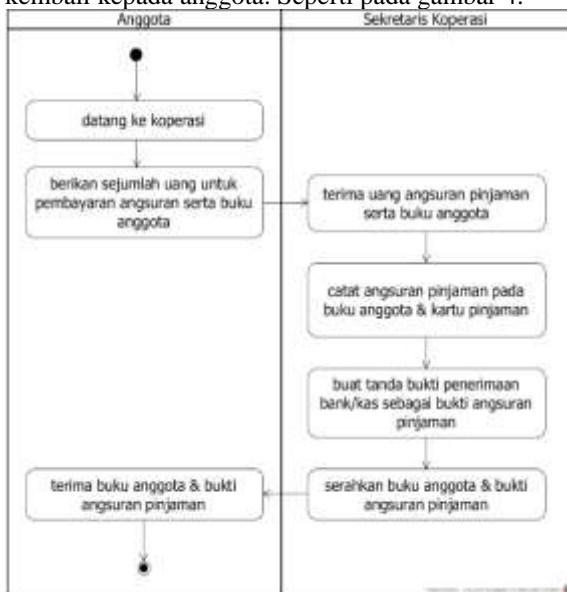 kembali kepada anggota. Seperti pada gambar 4.
Anggota
Sekretaris Koperasi
datang ke koperasi
berikan sejumlah uang untuk
pembayaran angsuran serta buku
anggota
terima uang angsuran pinjaman
serta buku anggota
catat angsuran pinjaman pada
buku anggota & kartu pinjaman
buat tanda bukti penerimaan
bank/kas sebagai bukti angsuran
pinjaman
serahkan buku anggota & bukti
angsuran pinjaman
terima buku anggota & bukti
angsuran pinjaman